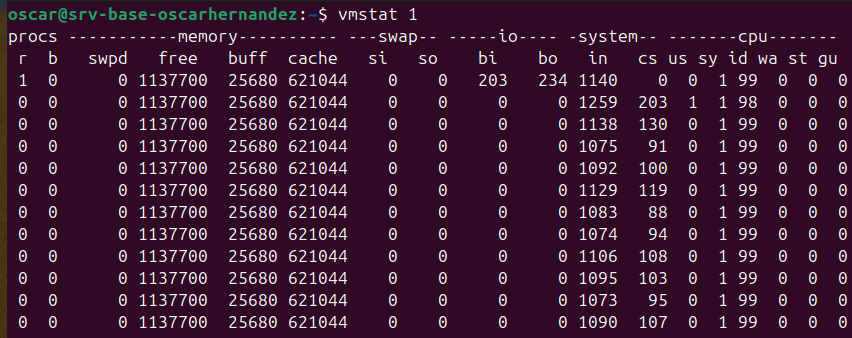 oscar@srv-base-oscarhernandez:~$ vmstat 1
procs -----------memory---------- ---swap-- -----io---- -system-- -------cpu-------
 r  b   swpd   free   buff  cache   si   so    bi    bo   in   cs us sy id wa st gu
 1  0      0 1137700  25680 621044    0    0   203   234 1140    0  0  1 99  0  0  0
 0  0      0 1137700  25680 621044    0    0     0     0 1259  203  1  1 98  0  0  0
 0  0      0 1137700  25680 621044    0    0     0     0 1138  130  0  1 99  0  0  0
 0  0      0 1137700  25680 621044    0    0     0     0 1075   91  0  1 99  0  0  0
 0  0      0 1137700  25680 621044    0    0     0     0 1092  100  0  1 99  0  0  0
 0  0      0 1137700  25680 621044    0    0     0     0 1129  119  0  1 99  0  0  0
 0  0      0 1137700  25680 621044    0    0     0     0 1083   88  0  1 99  0  0  0
 0  0      0 1137700  25680 621044    0    0     0     0 1074   94  0  1 99  0  0  0
 0  0      0 1137700  25680 621044    0    0     0     0 1106  108  0  1 99  0  0  0
 0  0      0 1137700  25680 621044    0    0     0     0 1095  103  0  1 99  0  0  0
 0  0      0 1137700  25680 621044    0    0     0     0 1073   95  0  1 99  0  0  0
 0  0      0 1137700  25680 621044    0    0     0     0 1090  107  0  1 99  0  0  0